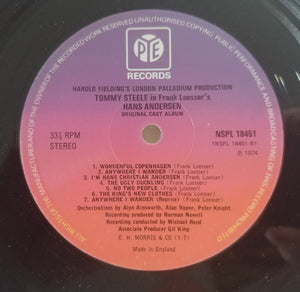 ALL RIGHTS OF THE MANUFACTURER AND OF THE OWNER OF THE RECORDED WORK RESERVED UNAUTHORISED COPYING PUBLIC PERFORMANCE AND BROADCASTING OF THIS RECORD PROHIBITED
PYE
RECORDS
HAROLD FIELDING'S LONDON PALLADIUM PRODUCTION
TOMMY STEELE in Frank Loesser's
HANS ANDERSEN
ORIGINAL CAST ALBUM
33⅓ RPM
STEREO
NSPL 18451
℗ 1974
1. WONDERFUL COPENHAGEN (Frank Loesser)
2. ANYWHERE I WANDER (Frank Loesser)
3. I'M HANS CHRISTIAN ANDERSEN (Frank Loesser)
4. THE UGLY DUCKLING (Frank Loesser)
5. NO TWO PEOPLE (Frank Loesser)
6. THE KING'S NEW CLOTHES (Frank Loesser)
7. ANYWHERE I WANDER (Reprise) (Frank Loesser)
Orchestrations by Alyn Ainsworth, Alan Roper, Peter Knight
Recording produced by Norman Newell
Recording conducted by Michael Reed
Associate Producer Gil King
E. H. MORRIS & CO (1-7)
Made in England